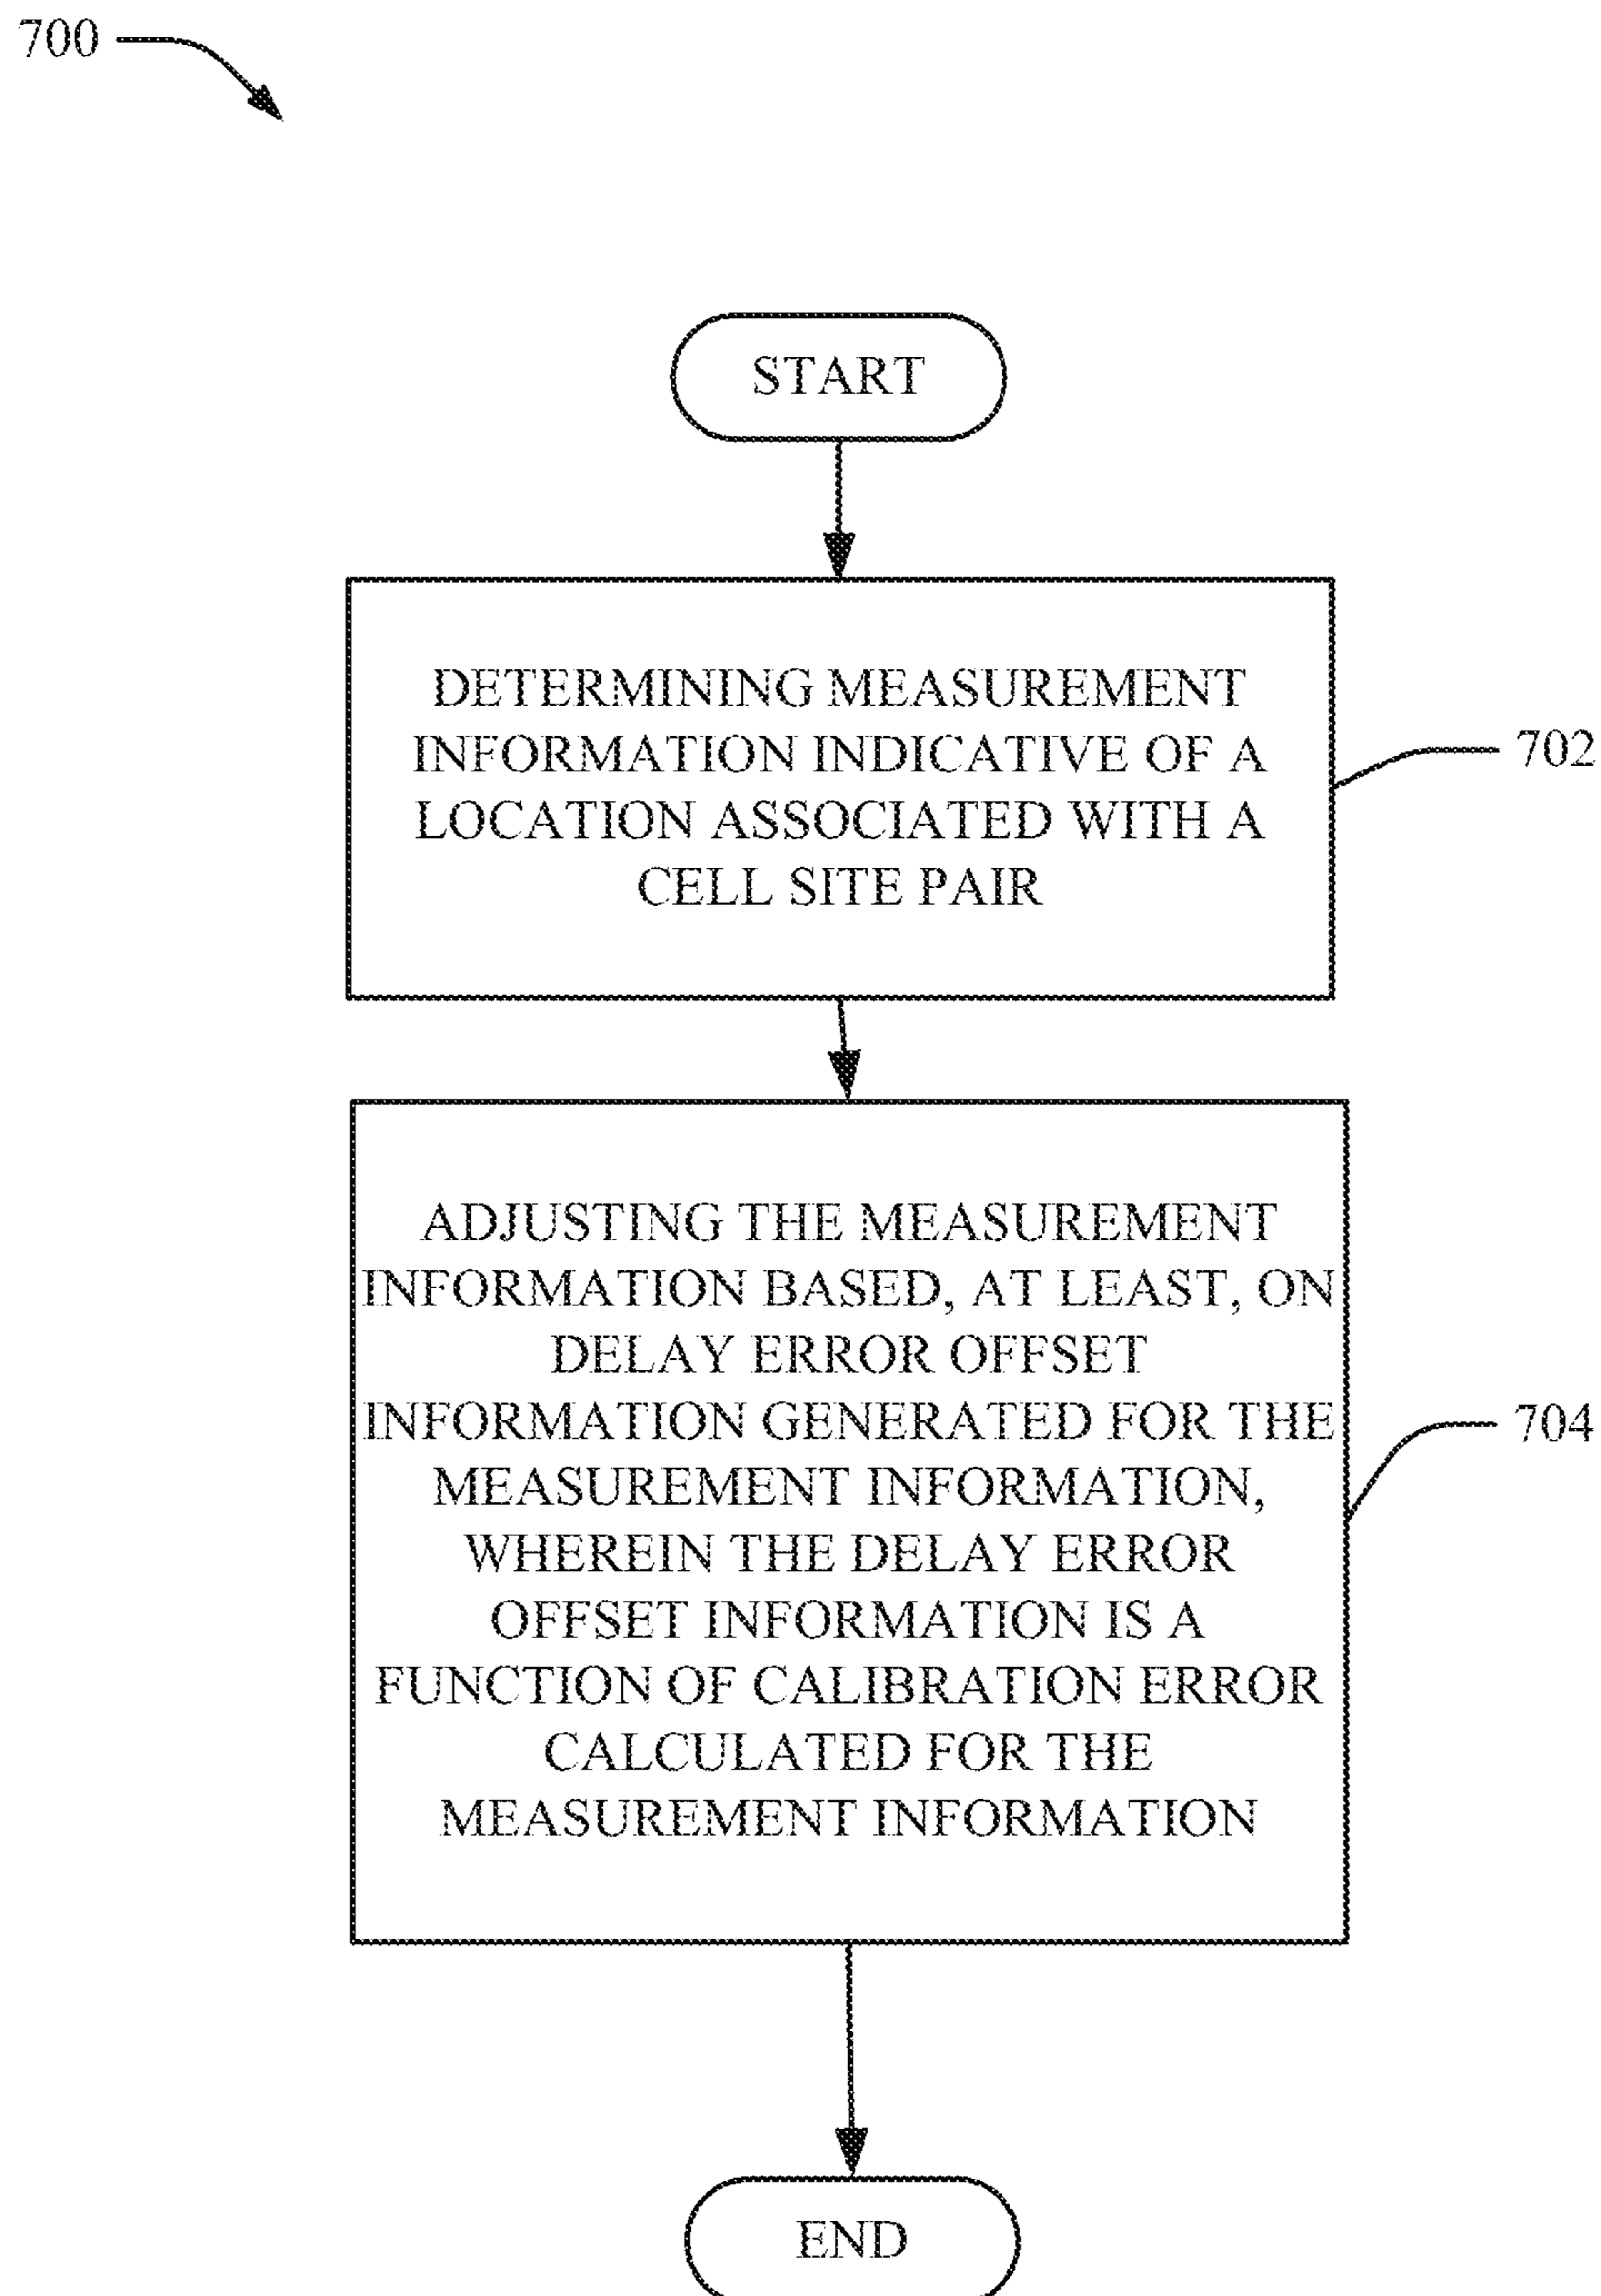 700
START
DETERMINING MEASUREMENT
INFORMATION INDICATIVE OF A
LOCATION ASSOCIATED WITH A
CELL SITE PAIR
702
ADJUSTING THE MEASUREMENT
INFORMATION BASED, AT LEAST, ON
DELAY ERROR OFFSET
INFORMATION GENERATED FOR THE
MEASUREMENT INFORMATION,
WHEREIN THE DELAY ERROR
OFFSET INFORMATION IS A
FUNCTION OF CALIBRATION ERROR
CALCULATED FOR THE
MEASUREMENT INFORMATION
704
END